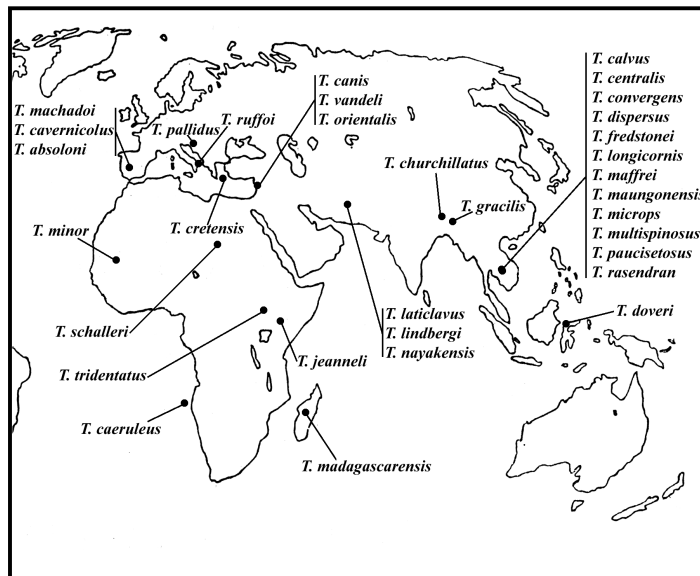 T. calvus
T. centralis
T. convergens
T. dispersus
T. fredstonei
T. longicornis
T. maffrei
T. maungonensis
T. microps
T. multispinosus
T. paucisetosus
T. rasendran
T. canis
T. vandeli
T. orientalis
T. machadoi
T. cavernicolus
T. absoloni
T. pallidus
T. ruffoi
T. churchillatus
T. gracilis
T. cretensis
T. minor
T. schalleri
T. laticlavus
T. lindbergi
T. nayakensis
T. doveri
T. jeanneli
T. tridentatus
T. caeruleus
T. madagascarensis